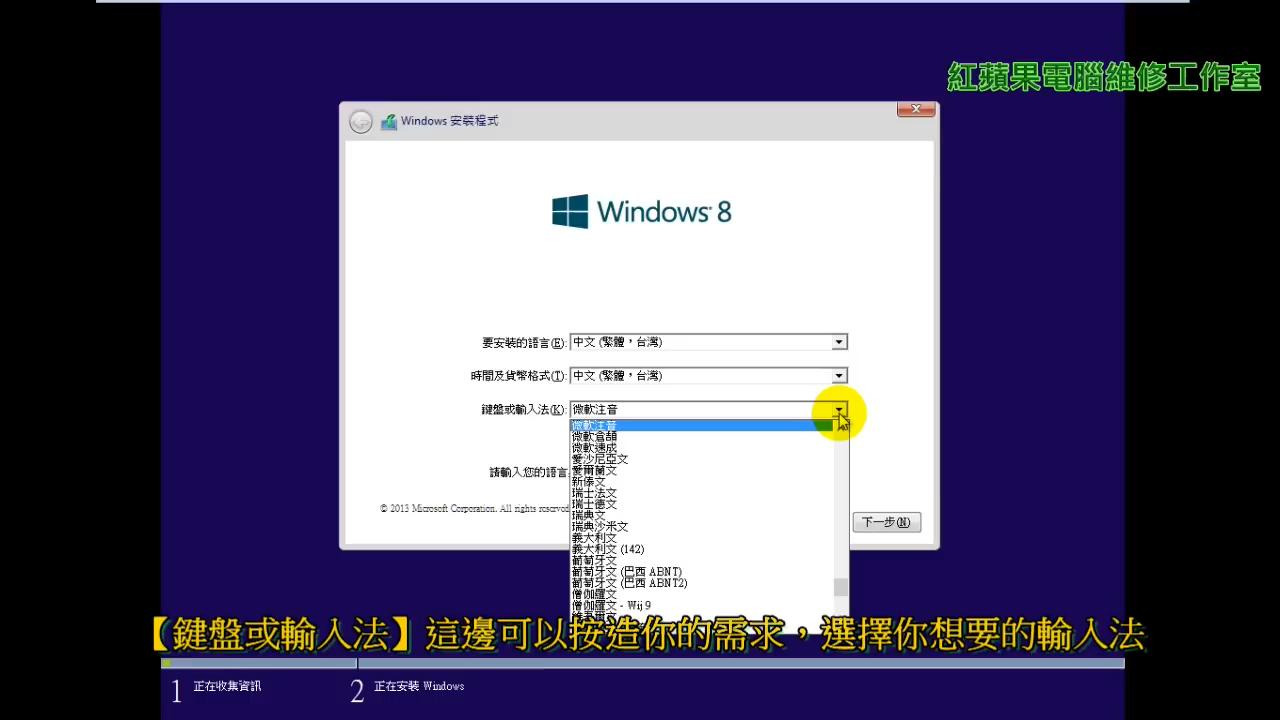 紅蘋果電腦維修工作室
Windows 安裝程式
Windows 8
要安裝的語言(E): 中文 (繁體，台灣)
時間及貨幣格式(T): 中文 (繁體，台灣)
鍵盤或輸入法(K): 微軟注音
微軟注音
微軟倉頡
微軟速成
愛沙尼亞文
愛爾蘭文
新傣文
瑞士法文
瑞士德文
瑞典文
瑞典沙米文
義大利文
義大利文 (142)
葡萄牙文
葡萄牙文 (巴西 ABNT)
葡萄牙文 (巴西 ABNT2)
僧伽羅文
僧伽羅文 - Wij 9
請輸入您的語言
© 2013 Microsoft Corporation. All rights reserved
下一步(N)
【鍵盤或輸入法】這邊可以按造你的需求，選擇你想要的輸入法
1 正在收集資訊
2 正在安裝 Windows